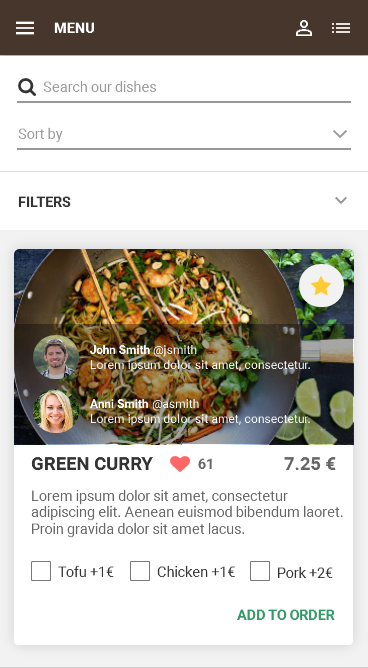 MENU
Search our dishes
Sort by
FILTERS
John Smith @jsmith
Lorem ipsum dolor sit amet, consectetur.
Anni Smith @asmith
Lorem ipsum dolor sit amet, consectetur.
GREEN CURRY 61 7.25 €
Lorem ipsum dolor sit amet, consectetur
adipiscing elit. Aenean euismod bibendum laoret.
Proin gravida dolor sit amet lacus.
Tofu +1€ Chicken +1€ Pork +2€
ADD TO ORDER